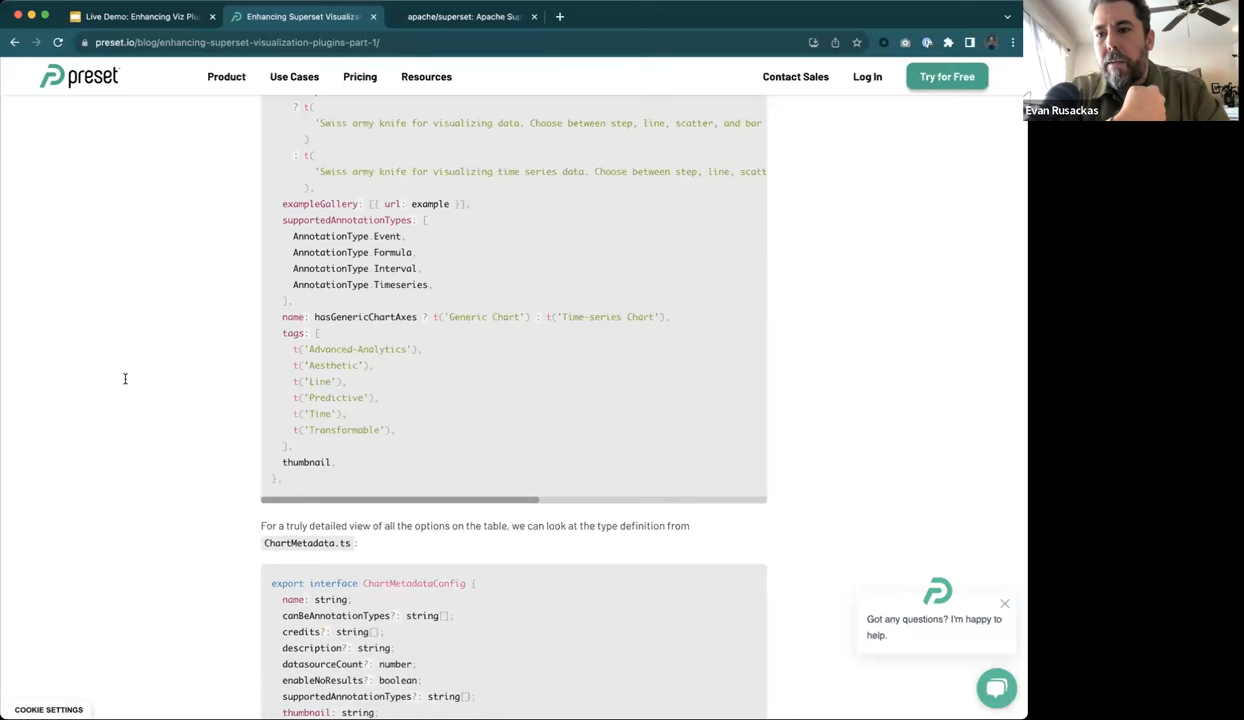 Live Demo: Enhancing Viz Plu
Enhancing Superset Visualiza
apache/superset: Apache Sup
preset.io/blog/enhancing-superset-visualization-plugins-part-1/
preset
Product
Use Cases
Pricing
Resources
Contact Sales
Log In
Try for Free
Evan Rusackas
? t(
'Swiss army knife for visualizing data. Choose between step, line, scatter, and bar
)
: t(
'Swiss army knife for visualizing time series data. Choose between step, line, scatt
),
exampleGallery: [{ url: example }],
supportedAnnotationTypes: [
AnnotationType.Event,
AnnotationType.Formula,
AnnotationType.Interval,
AnnotationType.Timeseries,
],
name: hasGenericChartAxes ? t('Generic Chart') : t('Time-series Chart'),
tags: [
t('Advanced-Analytics'),
t('Aesthetic'),
t('Line'),
t('Predictive'),
t('Time'),
t('Transformable'),
],
thumbnail,
},
For a truly detailed view of all the options on the table, we can look at the type definition from
ChartMetadata.ts :
export interface ChartMetadataConfig {
name: string;
canBeAnnotationTypes?: string[];
credits?: string[];
description?: string;
datasourceCount?: number;
enableNoResults?: boolean;
supportedAnnotationTypes?: string[];
thumbnail: string;
Got any questions? I'm happy to
help.
COOKIE SETTINGS